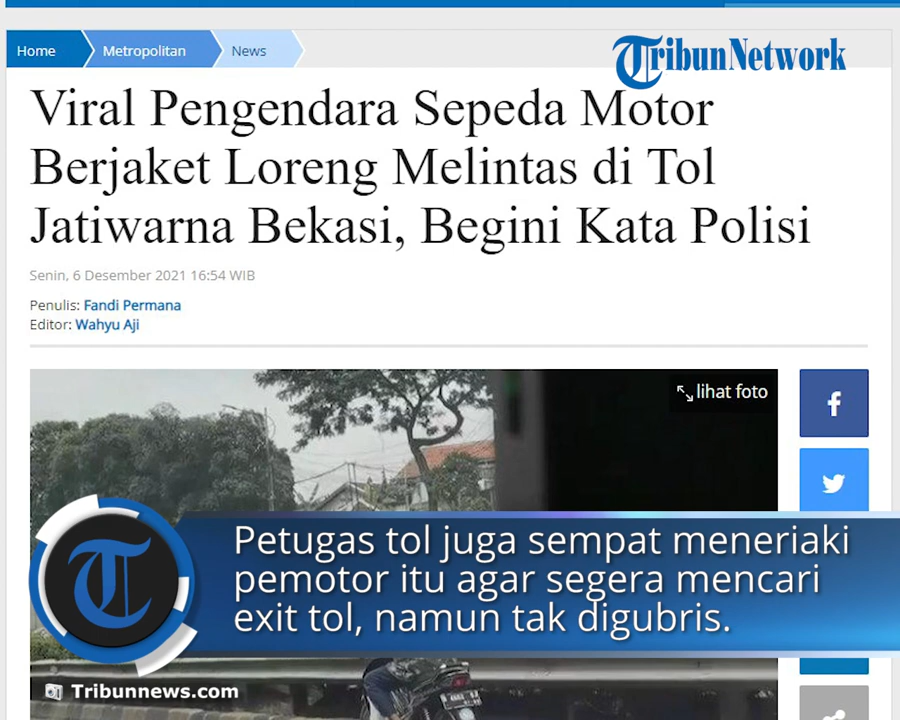 Home
Metropolitan
News
TribunNetwork
Viral Pengendara Sepeda Motor
Berjaket Loreng Melintas di Tol
Jatiwarna Bekasi, Begini Kata Polisi
Senin, 6 Desember 2021 16:54 WIB
Penulis: Fandi Permana
Editor: Wahyu Aji
lihat foto
Petugas tol juga sempat meneriaki
pemotor itu agar segera mencari
exit tol, namun tak digubris.
Tribunnews.com